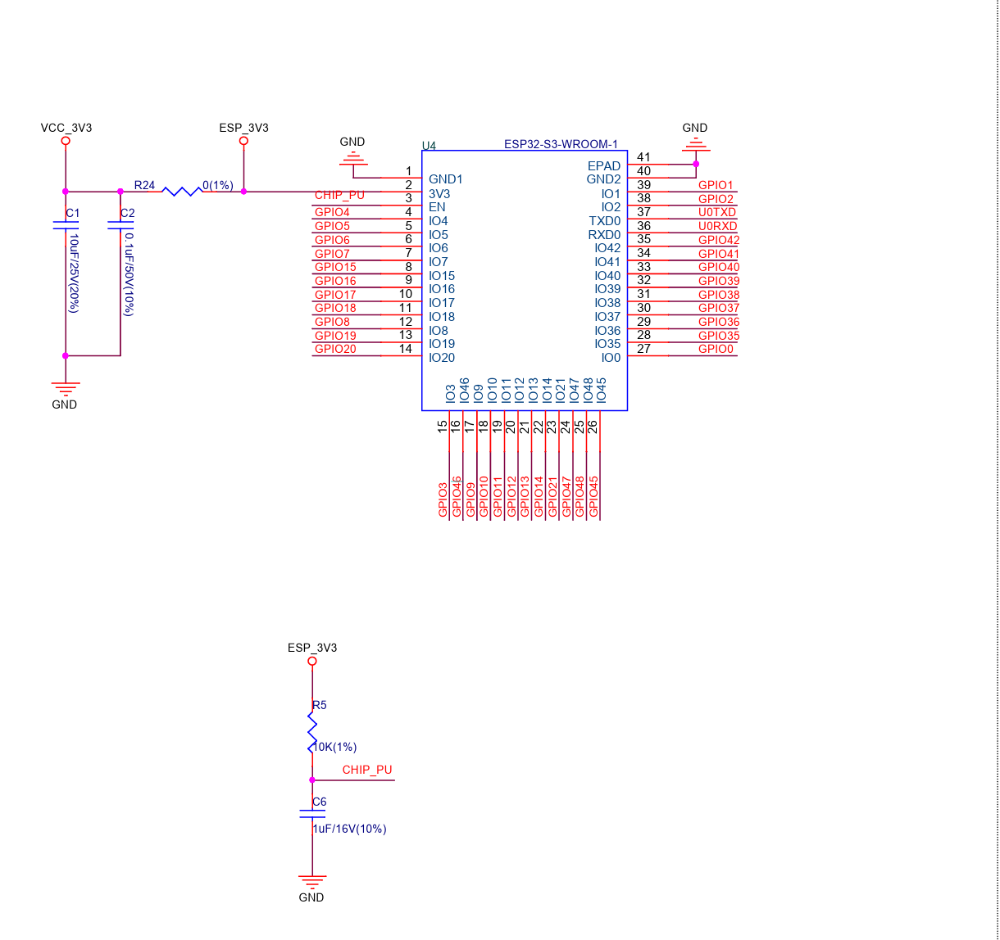 VCC_3V3
ESP_3V3
R24
0(1%)
C1
10uF/25V(20%)
C2
0.1uF/50V(10%)
GND
GND
U4
ESP32-S3-WROOM-1
GND
1
GND1
2
3V3
CHIP_PU
3
EN
GPIO4
4
IO4
GPIO5
5
IO5
GPIO6
6
IO6
GPIO7
7
IO7
GPIO15
8
IO15
GPIO16
9
IO16
GPIO17
10
IO17
GPIO18
11
IO18
GPIO8
12
IO8
GPIO19
13
IO19
GPIO20
14
IO20
EPAD
41
GND2
40
IO1
39
GPIO1
IO2
38
GPIO2
TXD0
37
U0TXD
RXD0
36
U0RXD
IO42
35
GPIO42
IO41
34
GPIO41
IO40
33
GPIO40
IO39
32
GPIO39
IO38
31
GPIO38
IO37
30
GPIO37
IO36
29
GPIO36
IO35
28
GPIO35
IO0
27
GPIO0
IO3
15
GPIO3
IO46
16
GPIO46
IO9
17
GPIO9
IO10
18
GPIO10
IO11
19
GPIO11
IO12
20
GPIO12
IO13
21
GPIO13
IO14
22
GPIO14
IO21
23
GPIO21
IO47
24
GPIO47
IO48
25
GPIO48
IO45
26
GPIO45
ESP_3V3
R5
10K(1%)
CHIP_PU
C6
1uF/16V(10%)
GND